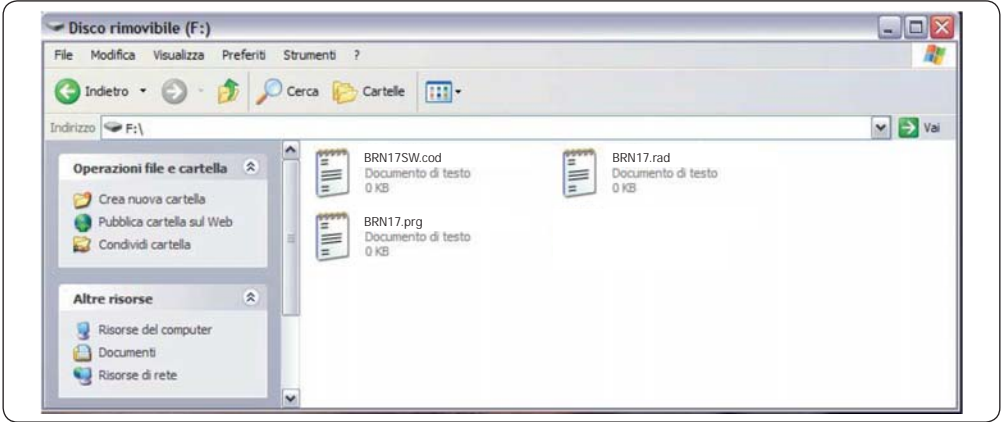 Disco rimovibile (F:)
File Modifica Visualizza Preferiti Strumenti ?
Indietro Cerca Cartelle
Indirizzo F:\ Vai
Operazioni file e cartella
Crea nuova cartella
Pubblica cartella sul Web
Condividi cartella
Altre risorse
Risorse del computer
Documenti
Risorse di rete
BRN17SW.cod
Documento di testo
0 KB
BRN17.rad
Documento di testo
0 KB
BRN17.prg
Documento di testo
0 KB